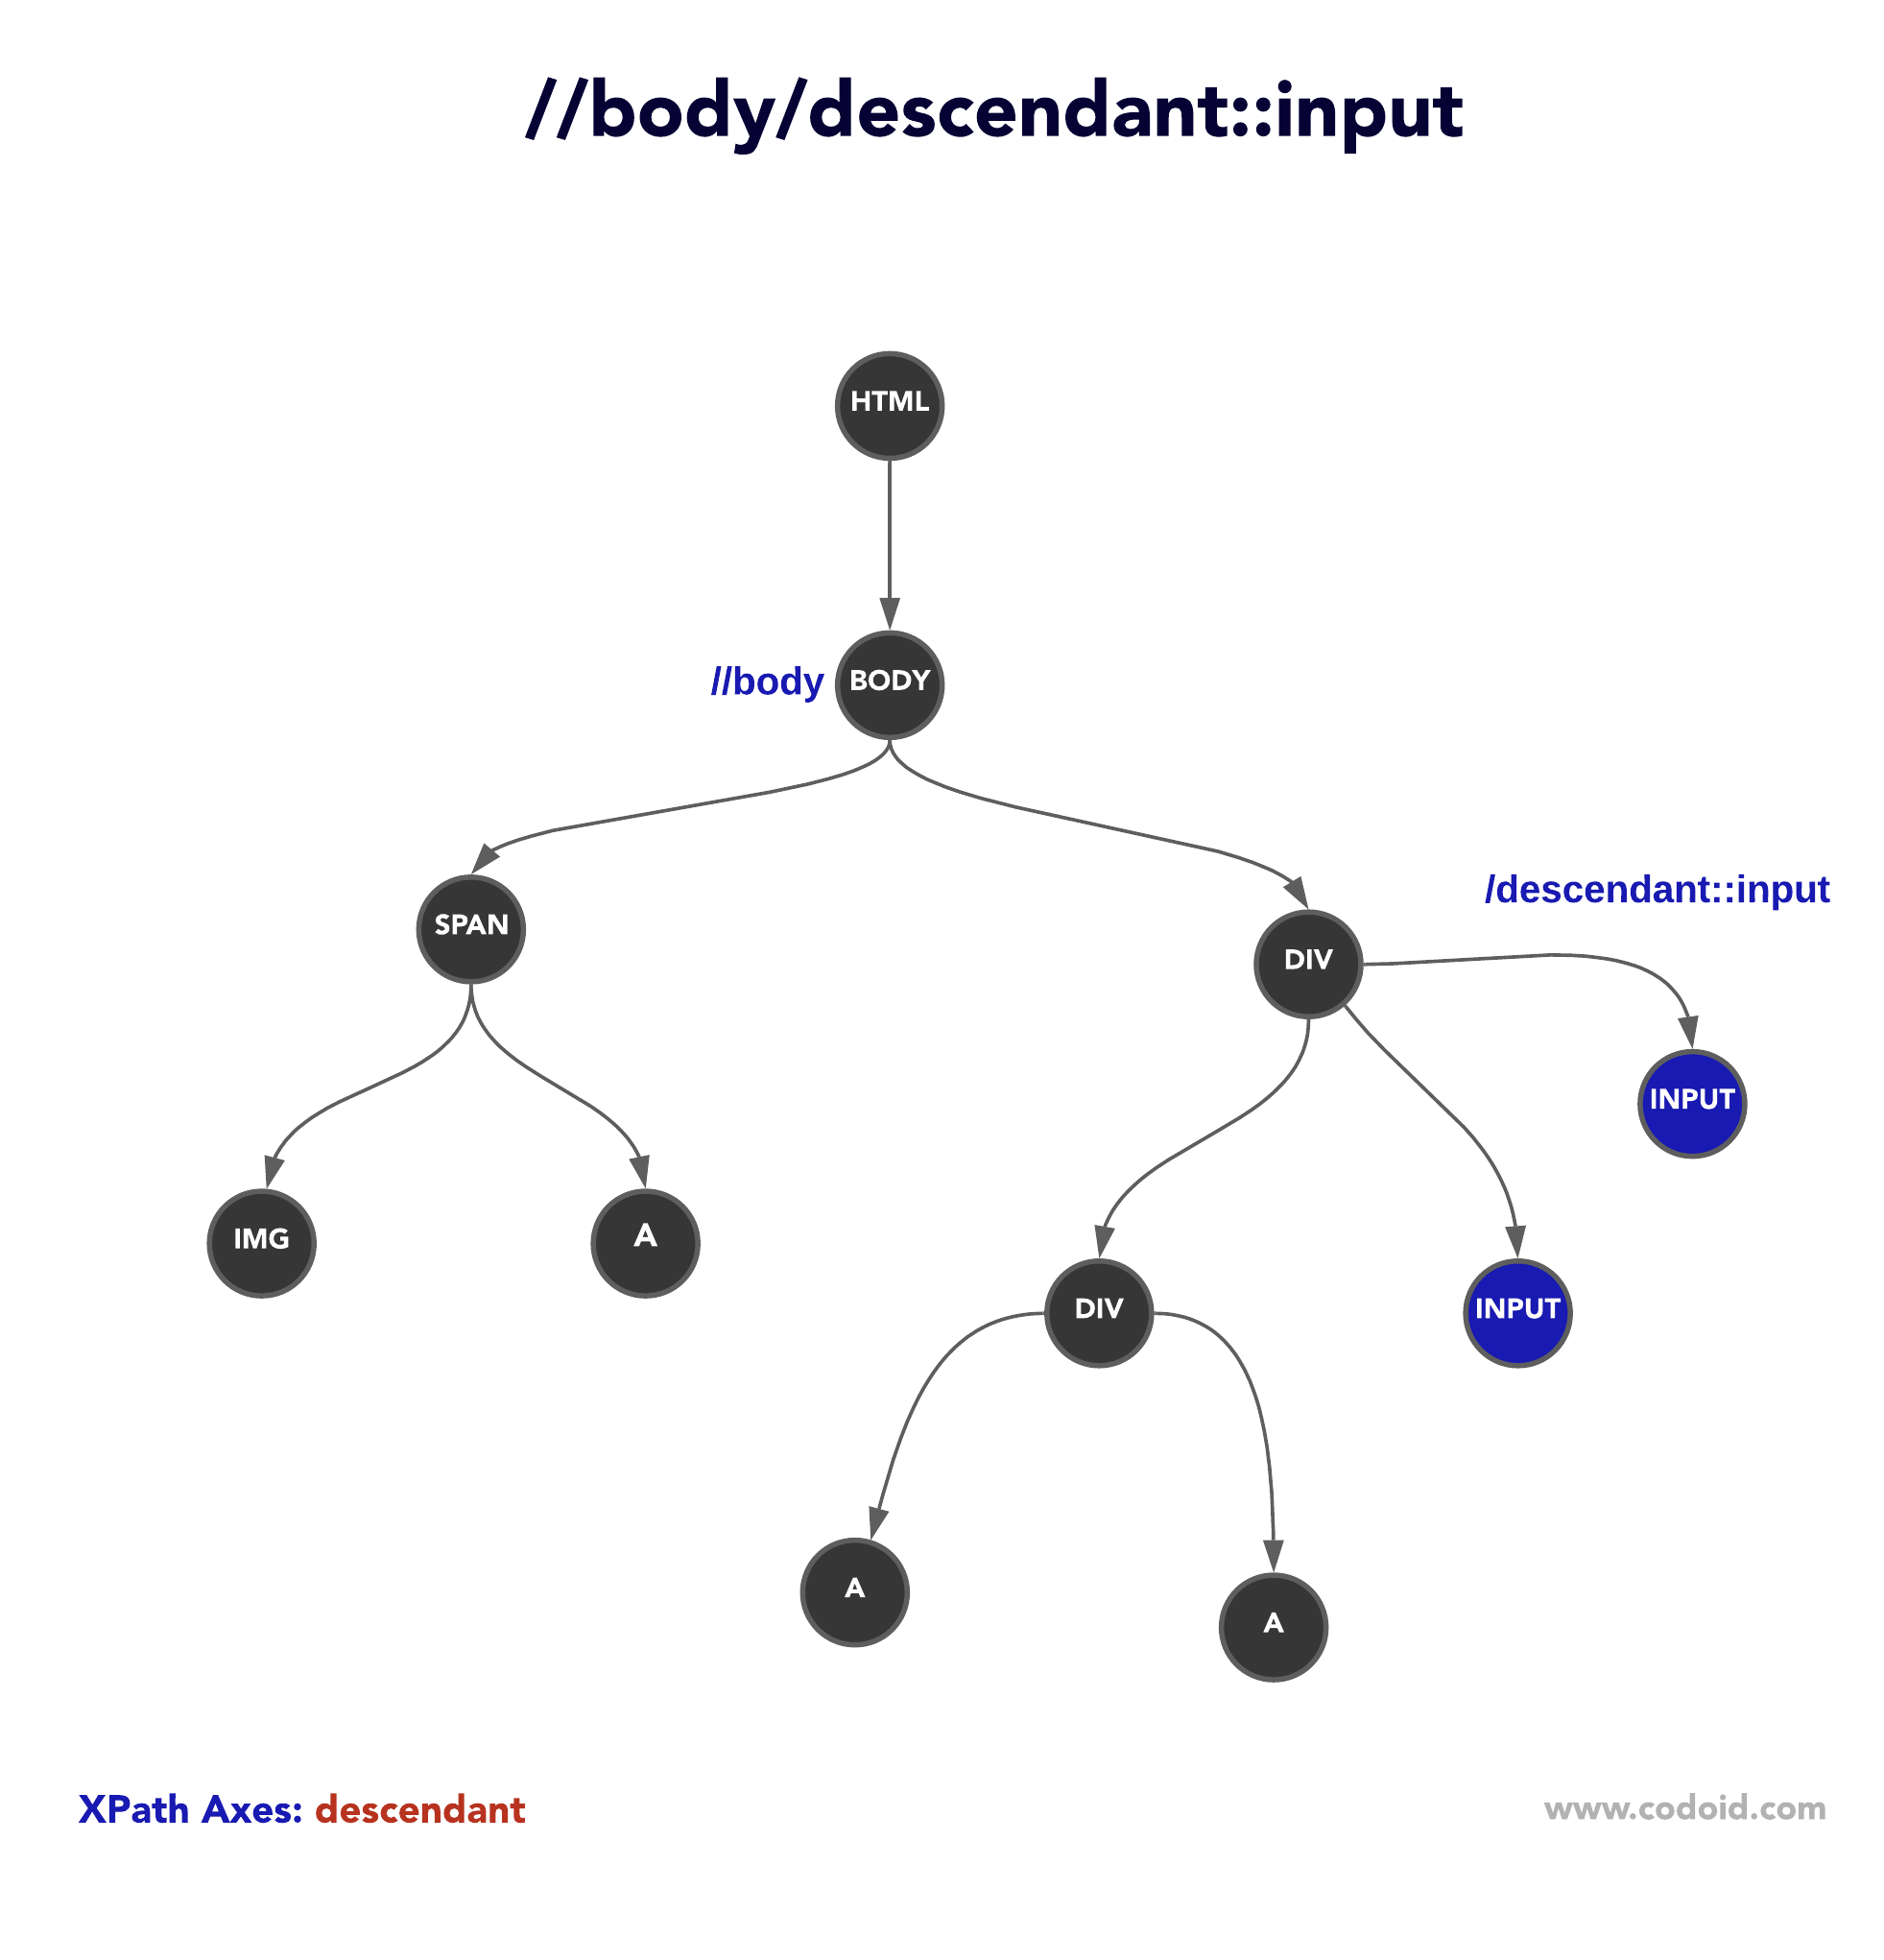 //body/descendant::input
HTML
//body
BODY
/descendant::input
SPAN
DIV
INPUT
IMG
A
DIV
INPUT
A
A
XPath Axes: descendant
www.codoid.com